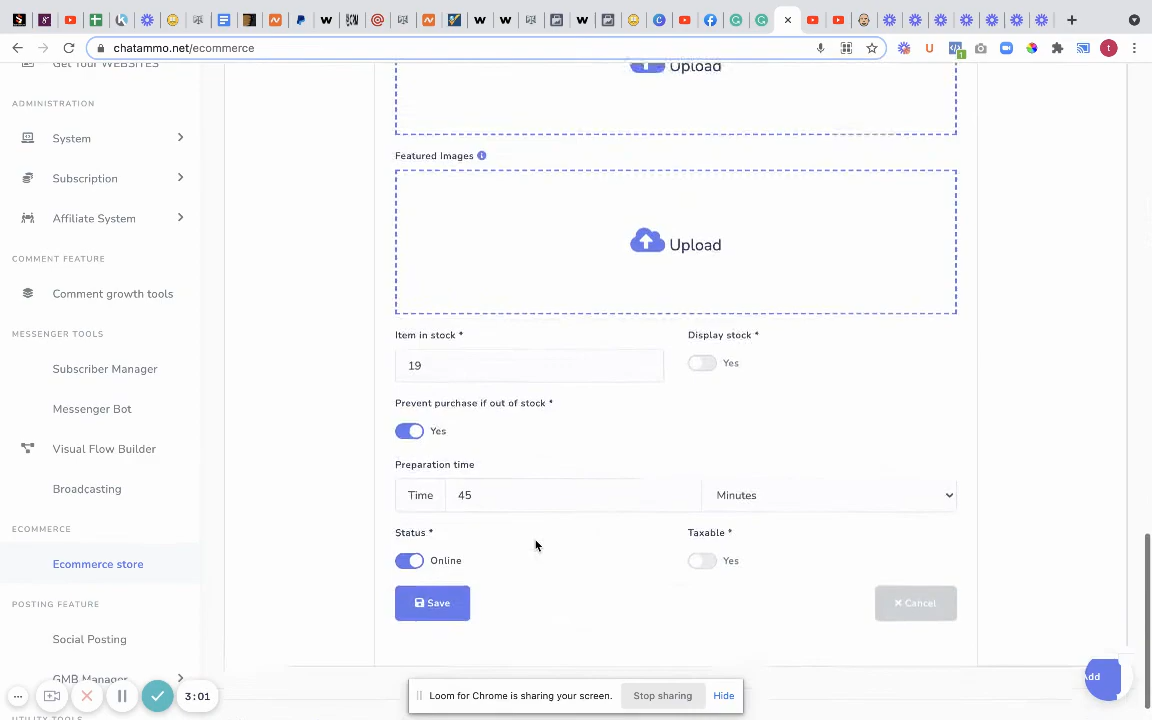 chatammo.net/ecommerce
1
t
Get Your WEBSITES
ADMINISTRATION
System
Subscription
Affiliate System
COMMENT FEATURE
Comment growth tools
MESSENGER TOOLS
Subscriber Manager
Messenger Bot
Visual Flow Builder
Broadcasting
ECOMMERCE
Ecommerce store
POSTING FEATURE
Social Posting
GMB Manager
Upload
Featured Images
Upload
Item in stock *
Display stock *
19
Yes
Prevent purchase if out of stock *
Yes
Preparation time
Time 45 Minutes
Status *
Taxable *
Online
Yes
Save
Cancel
Add
3:01
Loom for Chrome is sharing your screen. Stop sharing Hide